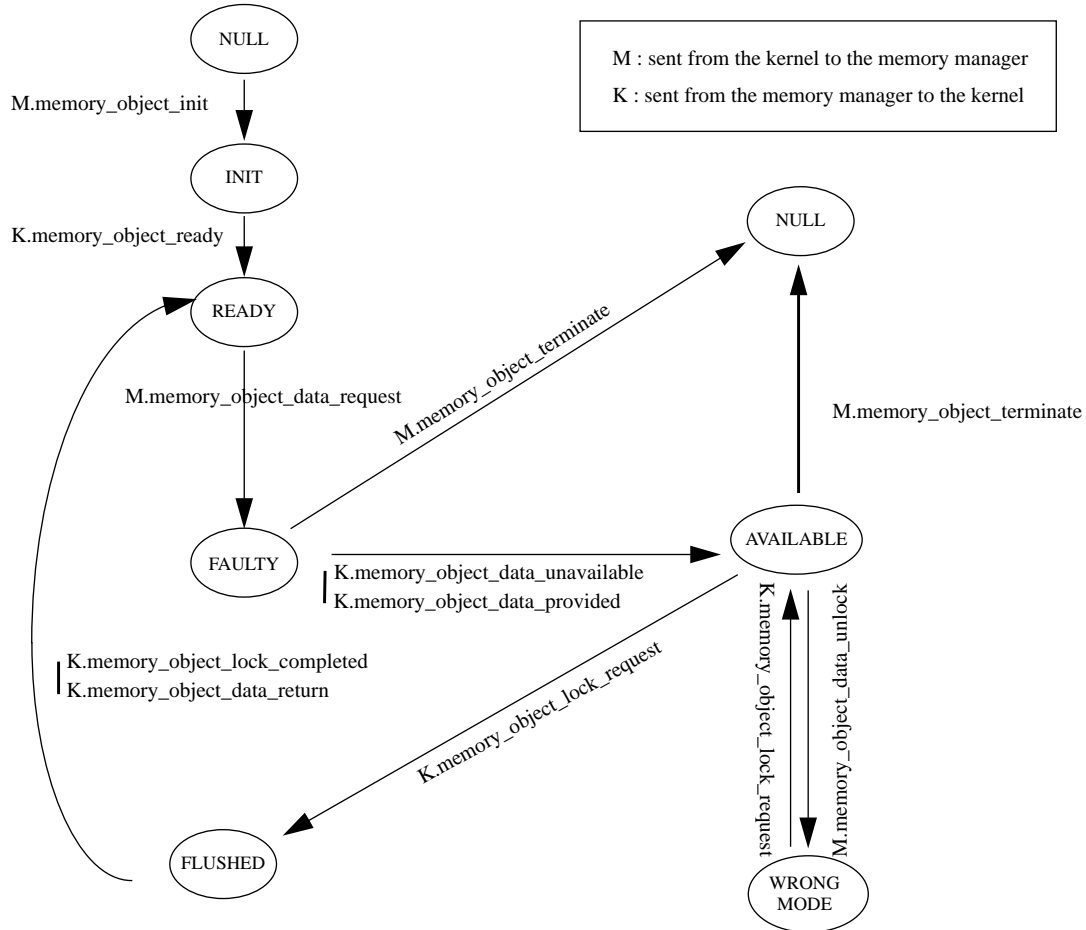 NULL
M : sent from the kernel to the memory manager
K : sent from the memory manager to the kernel
M.memory_object_init
INIT
NULL
K.memory_object_ready
READY
M.memory_object_terminate
M.memory_object_data_request
M.memory_object_terminate
FAULTY
AVAILABLE
K.memory_object_data_unavailable
K.memory_object_data_provided
K.memory_object_lock_request
M.memory_object_data_unlock
K.memory_object_lock_completed
K.memory_object_data_return
K.memory_object_lock_request
FLUSHED
WRONG
MODE